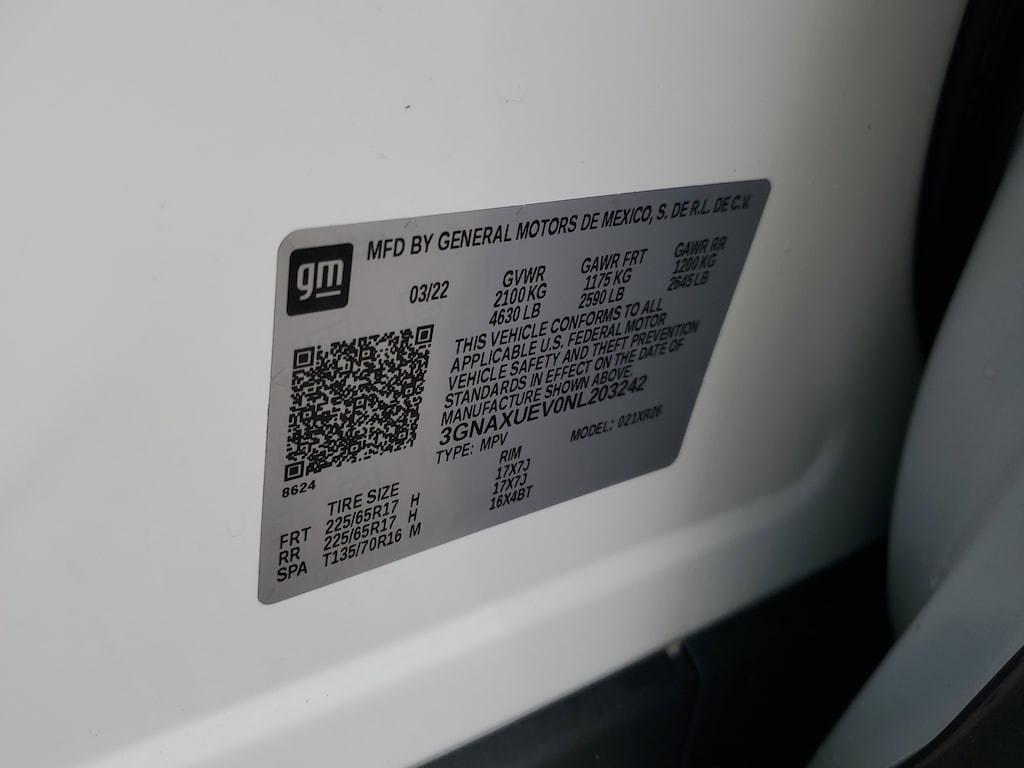 gm
MFD BY GENERAL MOTORS DE MEXICO, S. DE R.L. DE C.V.
03/22
GVWR
2100 KG
4630 LB
GAWR FRT
1175 KG
2590 LB
GAWR RR
1200 KG
2645 LB
THIS VEHICLE CONFORMS TO ALL
APPLICABLE U.S. FEDERAL MOTOR
VEHICLE SAFETY AND THEFT PREVENTION
STANDARDS IN EFFECT ON THE DATE OF
MANUFACTURE SHOWN ABOVE.
3GNAXUEV0NL203242
TYPE: MPV
MODEL: 021XR26
8624
TIRE SIZE
RIM
FRT 225/65R17 H 17X7J
RR 225/65R17 H 17X7J
SPA T135/70R16 M 16X4BT